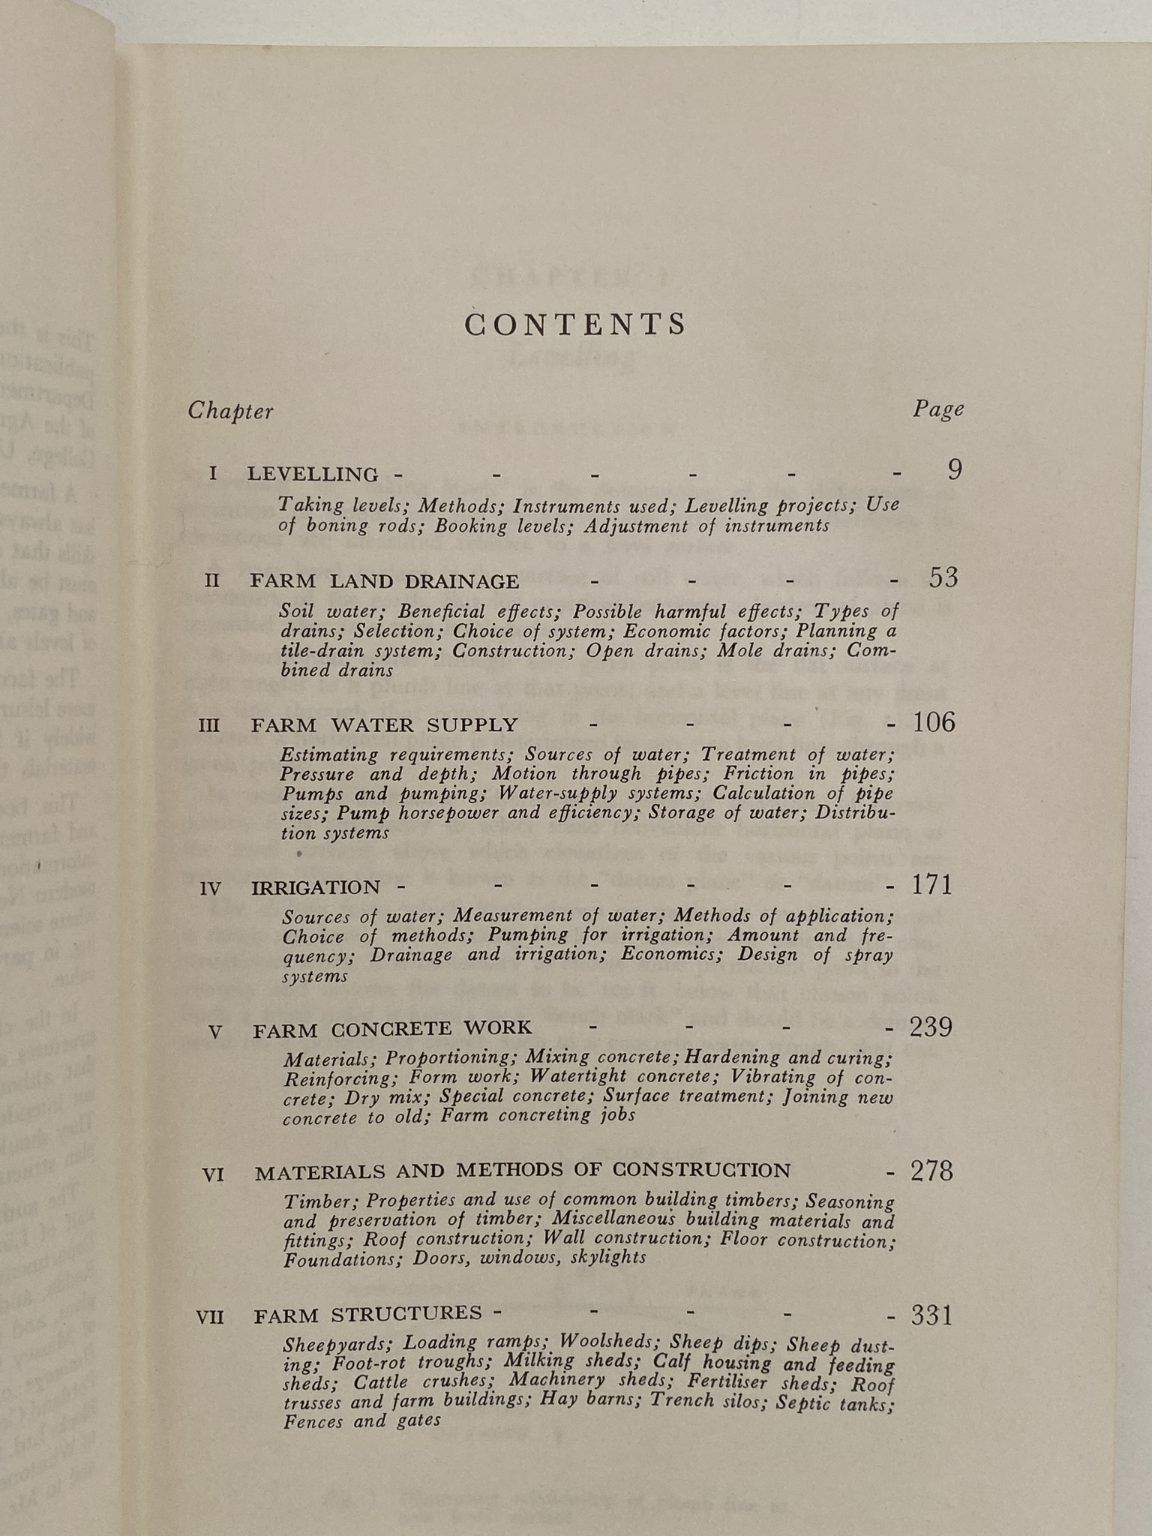 CONTENTS
Chapter Page
I LEVELLING - - - - - - 9
Taking levels; Methods; Instruments used; Levelling projects; Use
of boning rods; Booking levels; Adjustment of instruments
II FARM LAND DRAINAGE - - - - 53
Soil water; Beneficial effects; Possible harmful effects; Types of
drains; Selection; Choice of system; Economic factors; Planning a
tile-drain system; Construction; Open drains; Mole drains; Com-
bined drains
III FARM WATER SUPPLY - - - - 106
Estimating requirements; Sources of water; Treatment of water;
Pressure and depth; Motion through pipes; Friction in pipes;
Pumps and pumping; Water-supply systems; Calculation of pipe
sizes; Pump horsepower and efficiency; Storage of water; Distribu-
tion systems
IV IRRIGATION - - - - - - 171
Sources of water; Measurement of water; Methods of application;
Choice of methods; Pumping for irrigation; Amount and fre-
quency; Drainage and irrigation; Economics; Design of spray
systems
V FARM CONCRETE WORK - - - - 239
Materials; Proportioning; Mixing concrete; Hardening and curing;
Reinforcing; Form work; Watertight concrete; Vibrating of con-
crete; Dry mix; Special concrete; Surface treatment; Joining new
concrete to old; Farm concreting jobs
VI MATERIALS AND METHODS OF CONSTRUCTION - 278
Timber; Properties and use of common building timbers; Seasoning
and preservation of timber; Miscellaneous building materials and
fittings; Roof construction; Wall construction; Floor construction;
Foundations; Doors, windows, skylights
VII FARM STRUCTURES - - - - - 331
Sheepyards; Loading ramps; Woolsheds; Sheep dips; Sheep dust-
ing; Foot-rot troughs; Milking sheds; Calf housing and feeding
sheds; Cattle crushes; Machinery sheds; Fertiliser sheds; Roof
trusses and farm buildings; Hay barns; Trench silos; Septic tanks;
Fences and gates